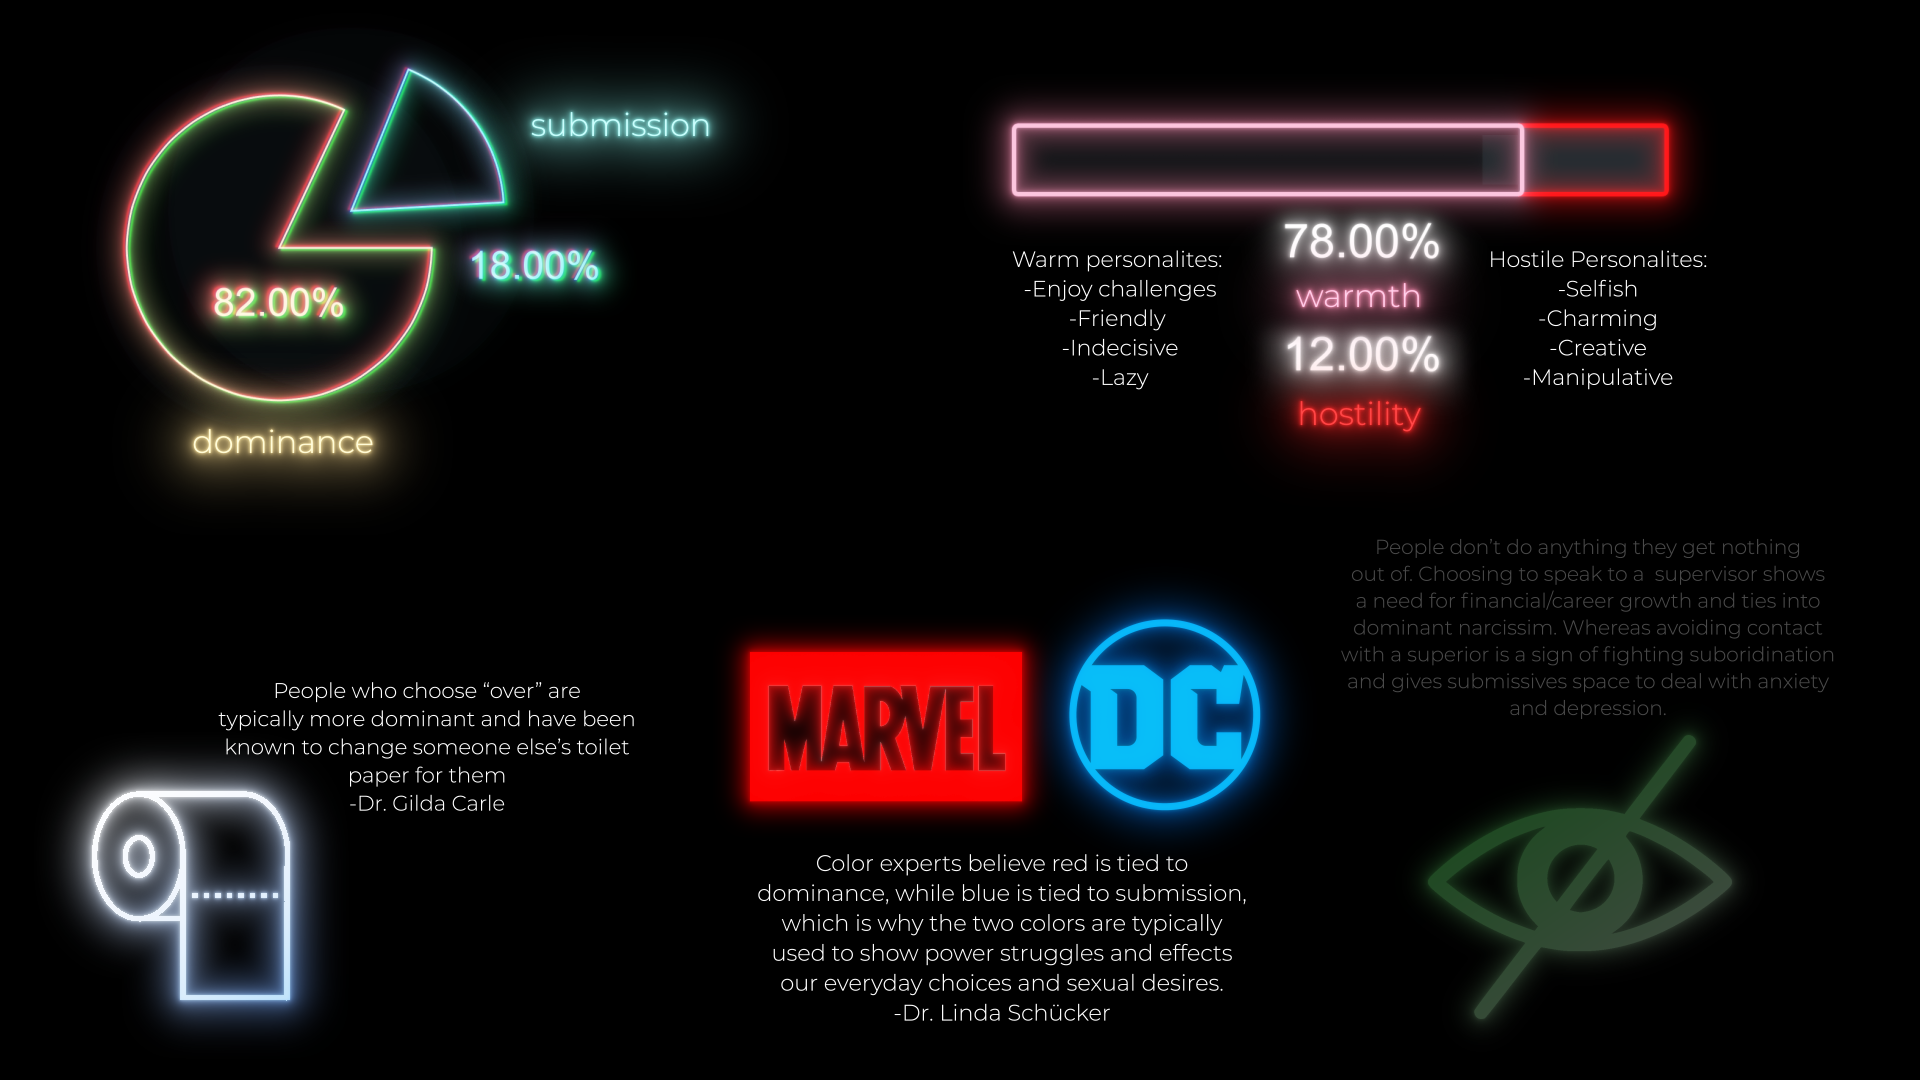 submission
18.00%
82.00%
dominance
78.00%
warmth
12.00%
hostility
Warm personalites:
-Enjoy challenges
-Friendly
-Indecisive
-Lazy
Hostile Personalites:
-Selfish
-Charming
-Creative
-Manipulative
People don’t do anything they get nothing
out of. Choosing to speak to a  supervisor shows
a need for financial/career growth and ties into
dominant narcissim. Whereas avoiding contact
with a superior is a sign of fighting suboridination
and gives submissives space to deal with anxiety
and depression.
People who choose “over” are
typically more dominant and have been
known to change someone else’s toilet
paper for them
-Dr. Gilda Carle
MARVEL
DC
Color experts believe red is tied to
dominance, while blue is tied to submission,
which is why the two colors are typically
used to show power struggles and effects
our everyday choices and sexual desires.
-Dr. Linda Schücker